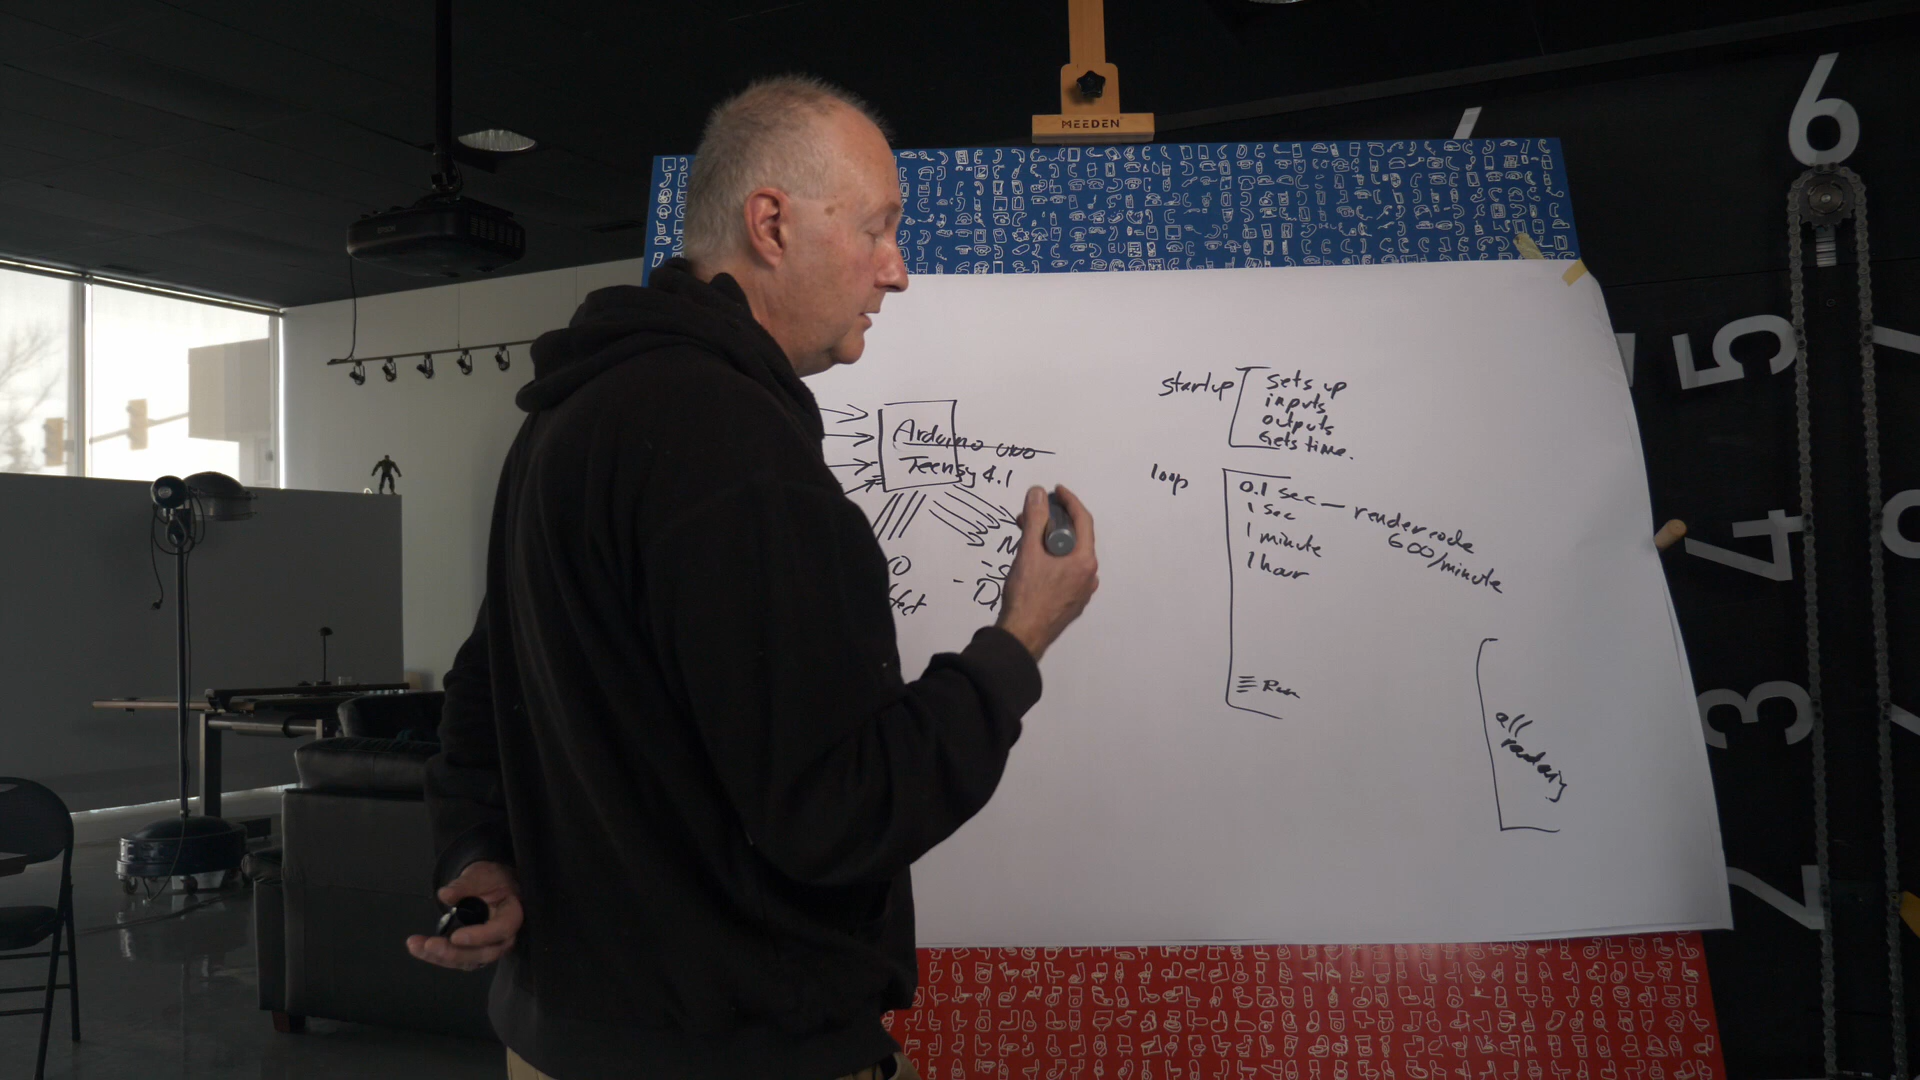 MEEDEN
6
5
4
3
2
EPSON
Arduino uno
Teensy 4.1
startup
Sets up
inputs
outputs
Gets time.
loop
0.1 sec — render code
600/minute
1 sec
1 minute
1 hour
Run
all